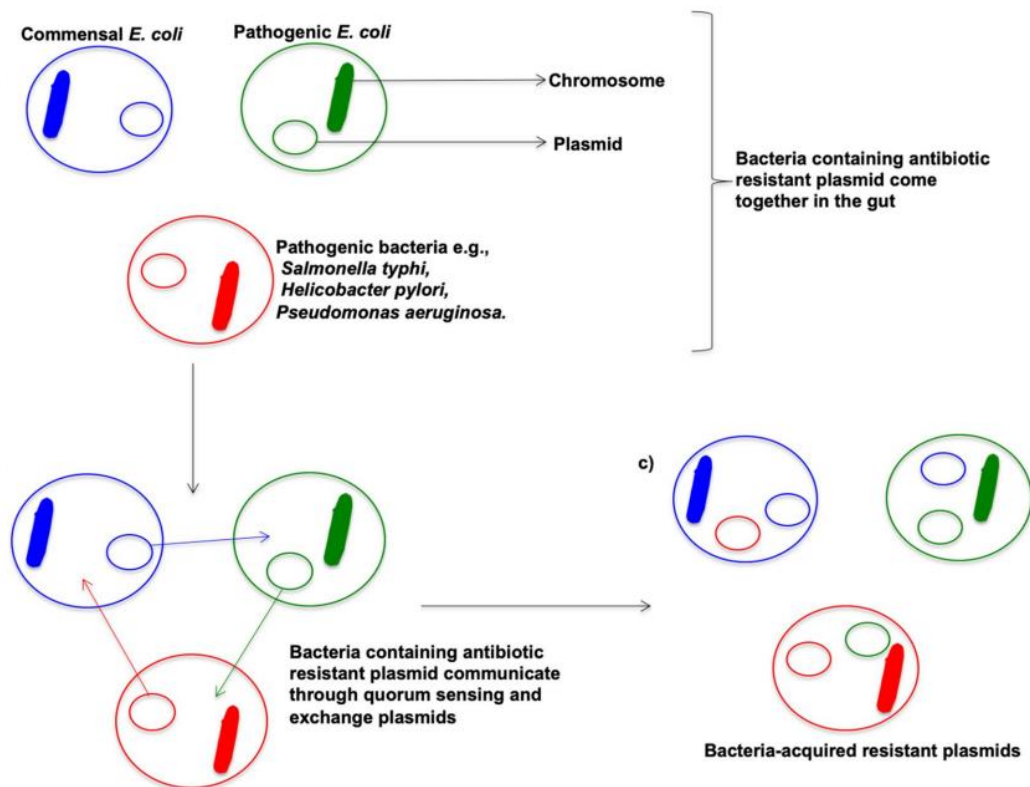 Commensal E. coli
Pathogenic E. coli
Chromosome
Plasmid
Bacteria containing antibiotic
resistant plasmid come
together in the gut
Pathogenic bacteria e.g.,
Salmonella typhi,
Helicobacter pylori,
Pseudomonas aeruginosa.
c)
Bacteria containing antibiotic
resistant plasmid communicate
through quorum sensing and
exchange plasmids
Bacteria-acquired resistant plasmids